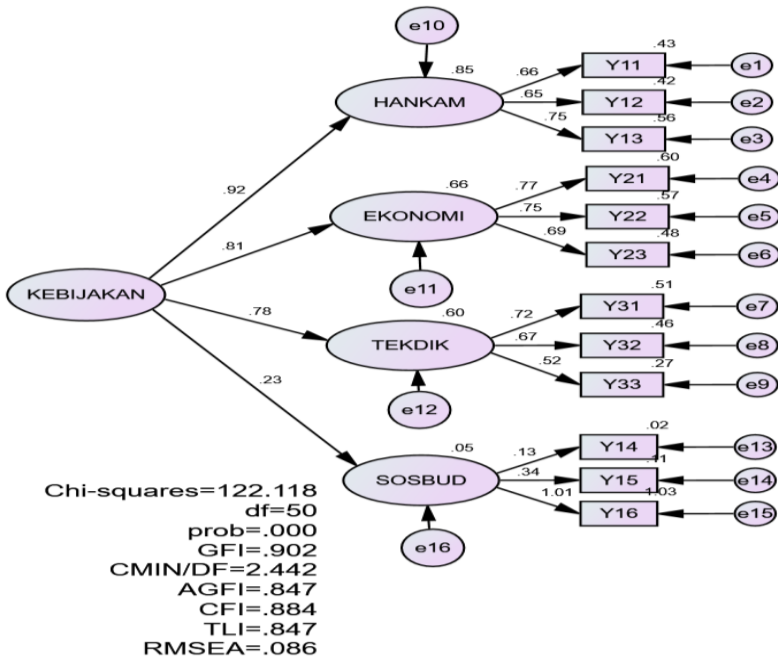 e10
.85
HANKAM
.92
.66
.65
.75
.43
Y11
e1
.42
Y12
e2
.56
Y13
e3
.66
EKONOMI
.81
e11
.77
.75
.69
.60
Y21
e4
.57
Y22
e5
.48
Y23
e6
KEBIJAKAN
.78
.60
TEKDIK
e12
.72
.67
.52
.51
Y31
e7
.46
Y32
e8
.27
Y33
e9
.23
.05
SOSBUD
e16
.13
.34
1.01
.02
Y14
e13
.11
Y15
e14
1.03
Y16
e15
Chi-squares=122.118
df=50
prob=.000
GFI=.902
CMIN/DF=2.442
AGFI=.847
CFI=.884
TLI=.847
RMSEA=.086